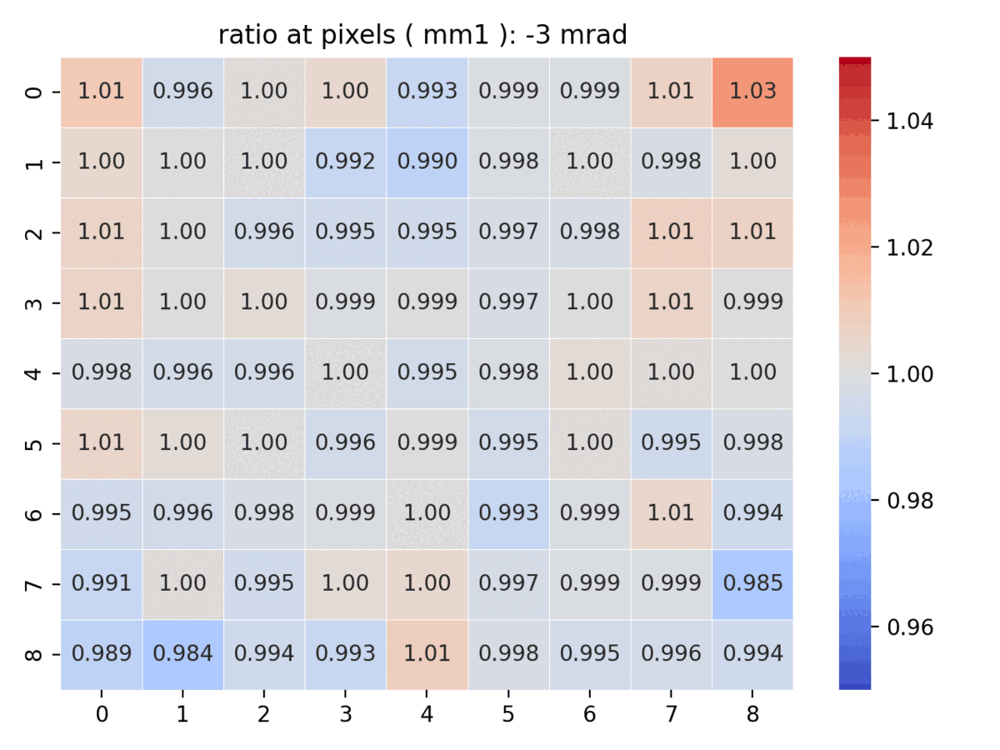 ratio at pixels ( mm1 ): -3 mrad
0 1.01 0.996 1.00 1.00 0.993 0.999 0.999 1.01 1.03
1.04
1 1.00 1.00 1.00 0.992 0.990 0.998 1.00 0.998 1.00
2 1.01 1.00 0.996 0.995 0.995 0.997 0.998 1.01 1.01
1.02
3 1.01 1.00 1.00 0.999 0.999 0.997 1.00 1.01 0.999
4 0.998 0.996 0.996 1.00 0.995 0.998 1.00 1.00 1.00
1.00
5 1.01 1.00 1.00 0.996 0.999 0.995 1.00 0.995 0.998
0.98
6 0.995 0.996 0.998 0.999 1.00 0.993 0.999 1.01 0.994
7 0.991 1.00 0.995 1.00 1.00 0.997 0.999 0.999 0.985
0.96
8 0.989 0.984 0.994 0.993 1.01 0.998 0.995 0.996 0.994
0 1 2 3 4 5 6 7 8